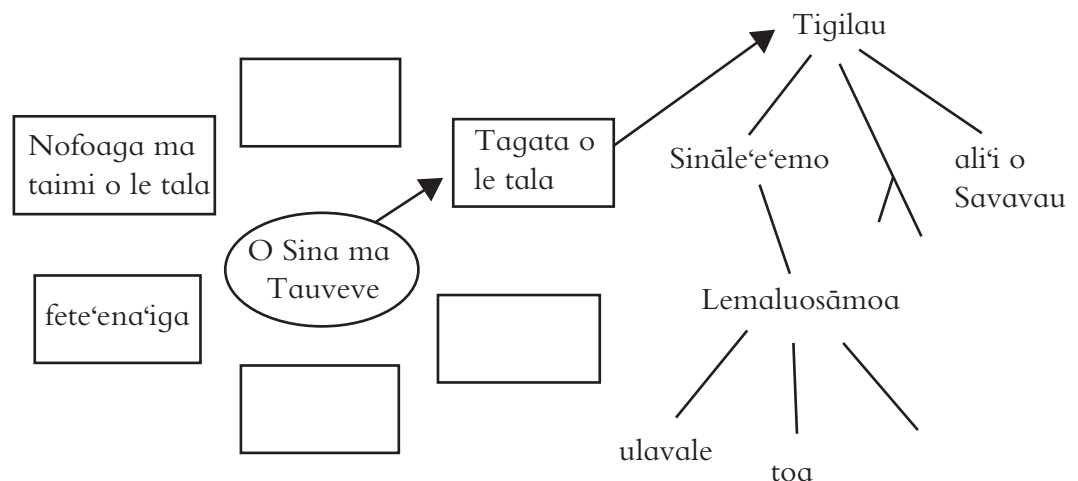 Tigilau
Nofoaga ma
taimi o le tala
Tagata o
le tala
Sināle‘e‘emo
ali‘i o
Savavau
O Sina ma
Tauveve
fete‘ena‘iga
Lemaluosāmoa
ulavale
toa